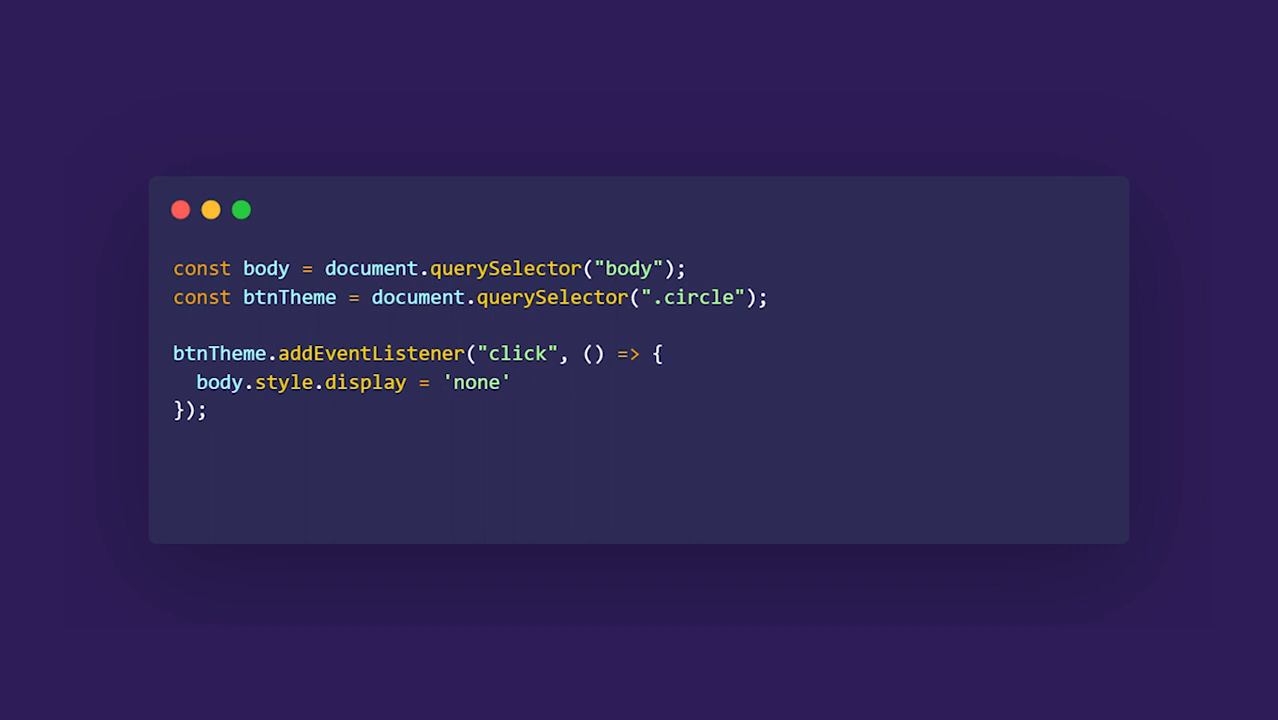 const body = document.querySelector("body");
const btnTheme = document.querySelector(".circle");
btnTheme.addEventListener("click", () => {
  body.style.display = 'none'
});